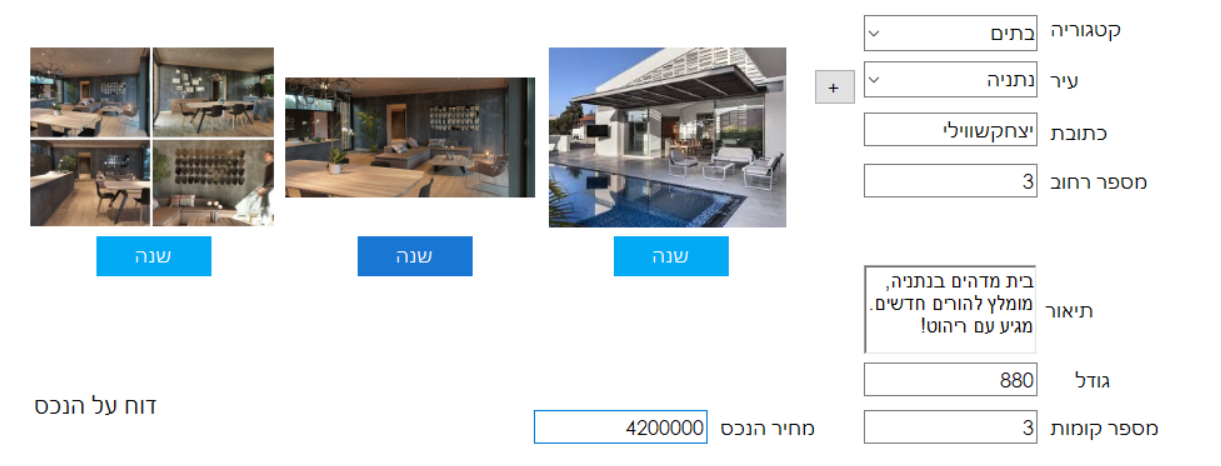 קטגוריה
בתים
עיר
נתניה
+
כתובת
יצחקשווילי
מספר רחוב
3
שנה
שנה
שנה
תיאור
בית מדהים בנתניה,
מומלץ להורים חדשים.
מגיע עם ריהוט!
גודל
880
מספר קומות
3
מחיר הנכס
4200000
דוח על הנכס